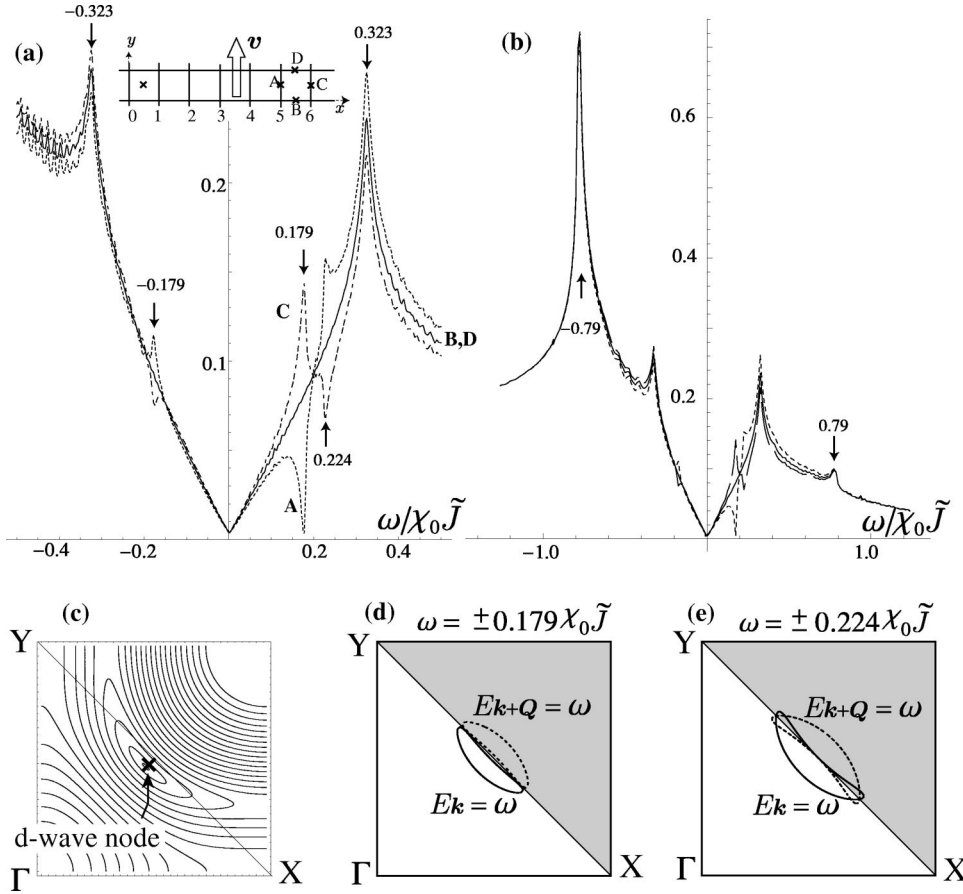 (a)
−0.323
0.323
y
v
D
A
C
B
0 1 2 3 4 5 6 x
0.2
0.179
−0.179
C
0.1
B,D
0.224
A
−0.4 −0.2 0.2 0.4
ω/χ₀J̃
(b)
0.6
0.4
−0.79
0.2
0.79
−1.0 1.0
ω/χ₀J̃
(c)
Y
d-wave node
Γ X
(d)
ω = ±0.179χ₀J̃
Y
Eₖ₊Q = ω
Eₖ = ω
Γ X
(e)
ω = ±0.224χ₀J̃
Y
Eₖ₊Q = ω
Eₖ = ω
Γ X